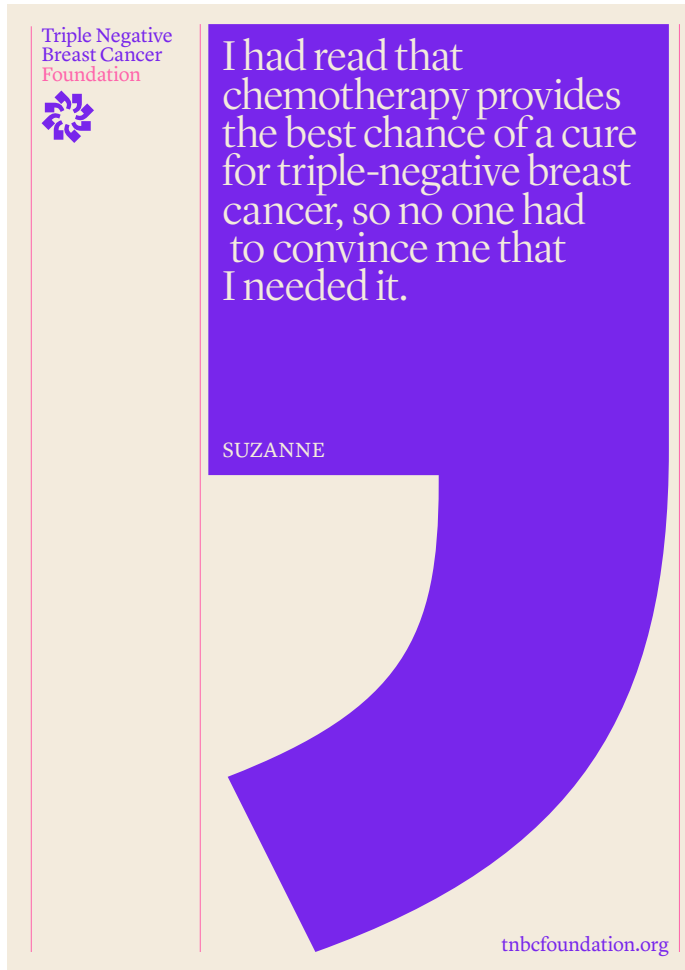 Triple Negative
Breast Cancer
Foundation
I had read that
chemotherapy provides
the best chance of a cure
for triple-negative breast
cancer, so no one had
to convince me that
I needed it.
SUZANNE
tnbcfoundation.org